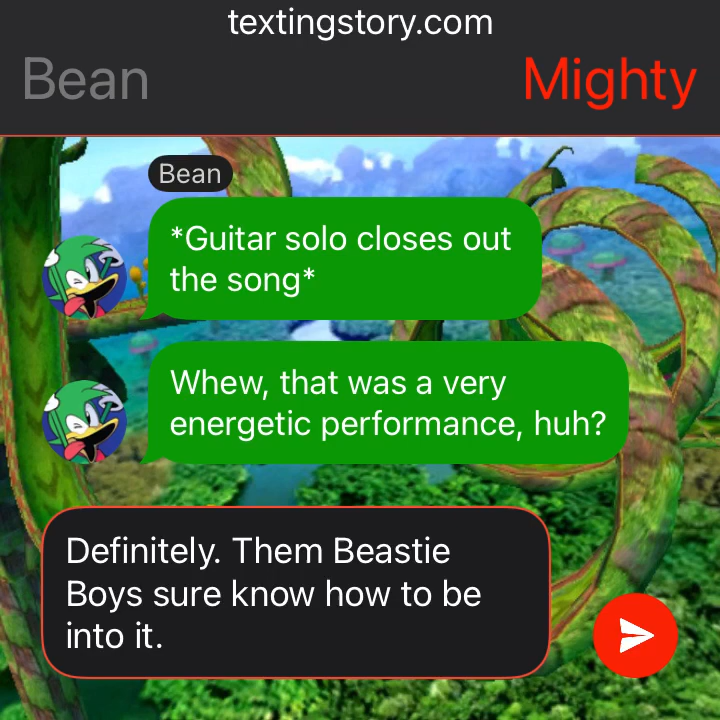 textingstory.com
Bean Mighty
Bean
*Guitar solo closes out
the song*
Whew, that was a very
energetic performance, huh?
Definitely. Them Beastie
Boys sure know how to be
into it.